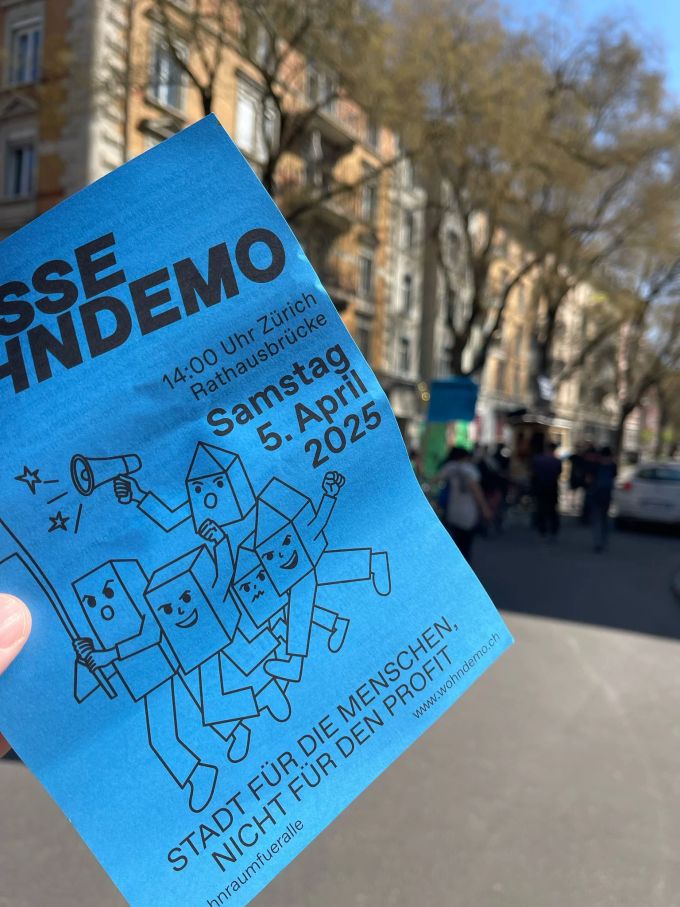 SSE
HNDEMO
14:00 Uhr Zürich
Rathausbrücke
Samstag
5. April
2025
STADT FÜR DIE MENSCHEN,
NICHT FÜR DEN PROFIT
www.wohndemo.ch
hnraumfueralle